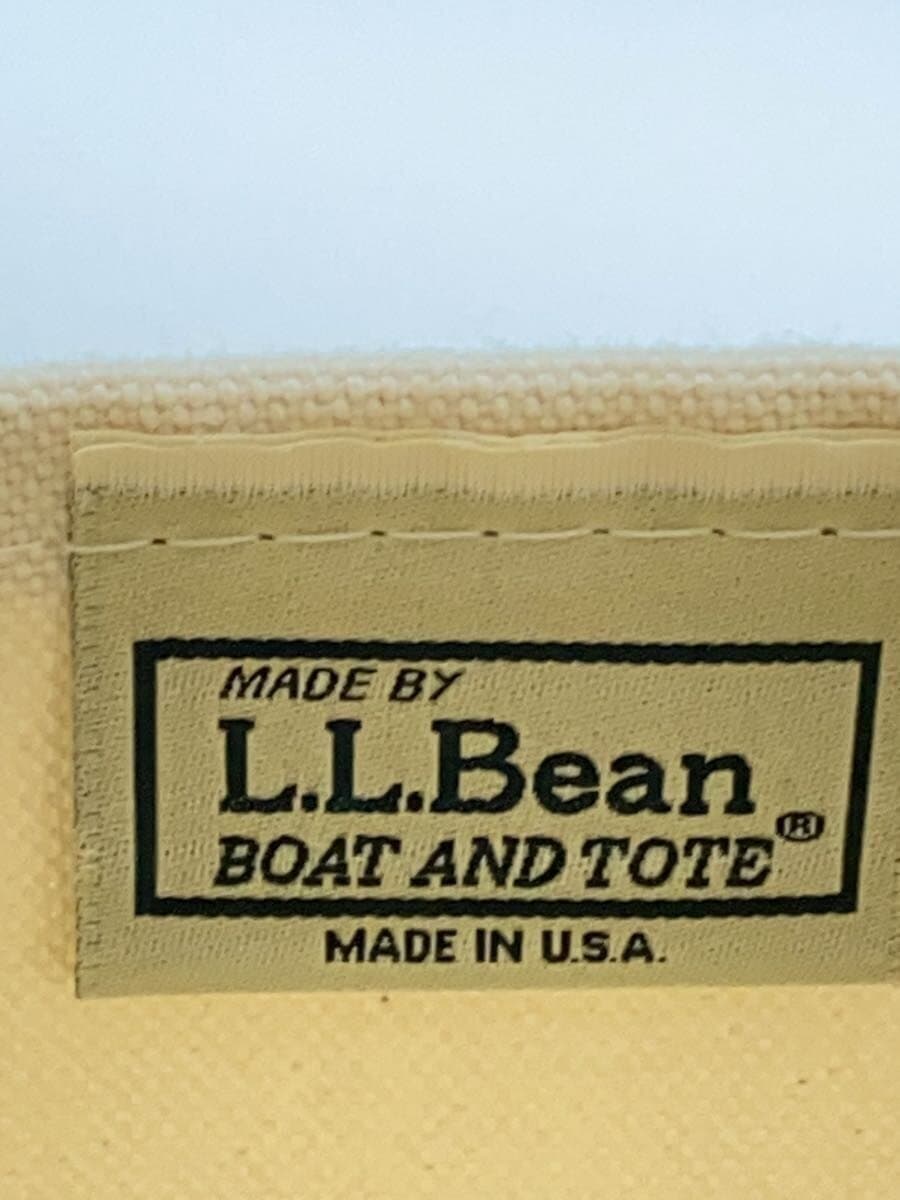 MADE BY
L.L.Bean
BOAT AND TOTE®
MADE IN U.S.A.